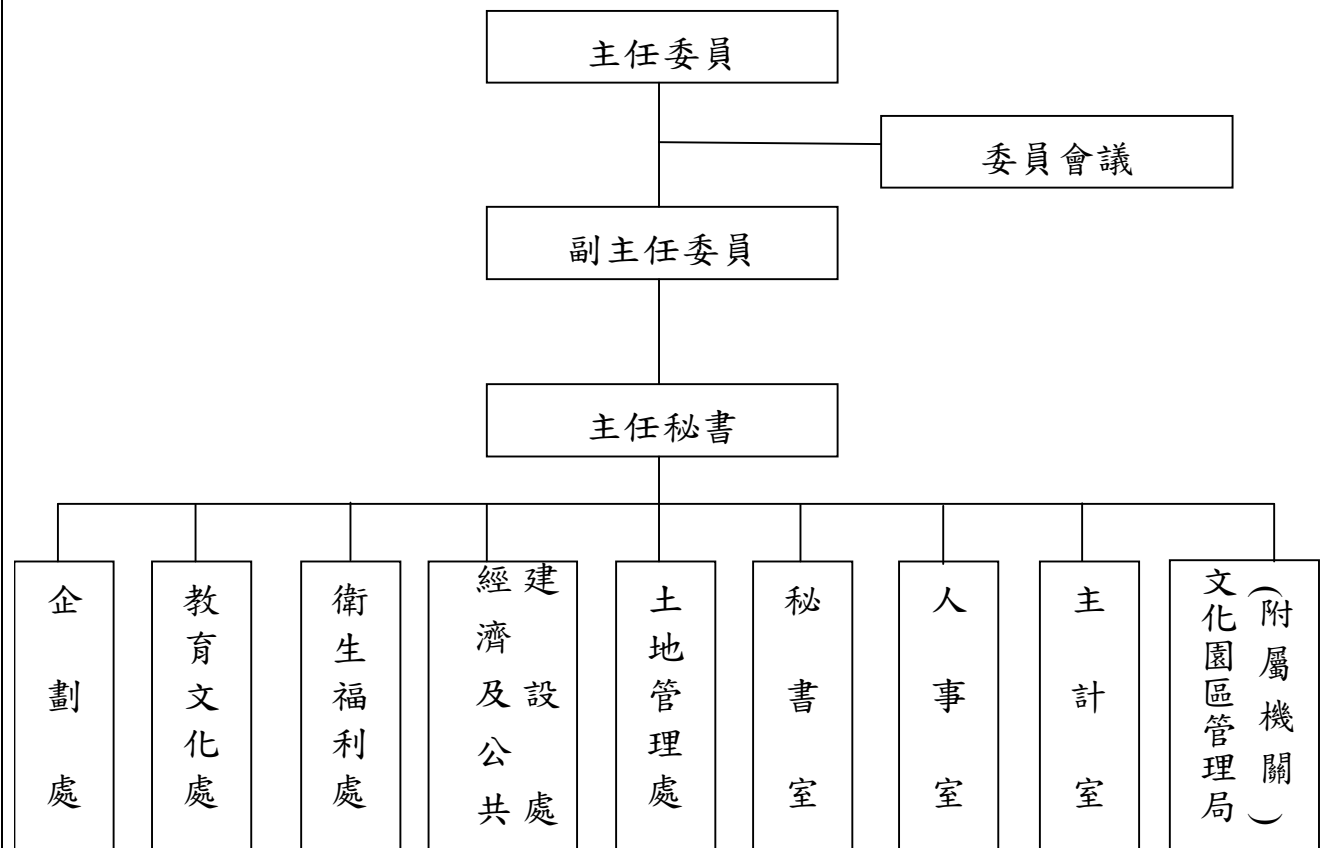 主任委員
委員會議
副主任委員
主任秘書
企劃處
教育文化處
衛生福利處
經濟及公共
建設處
土地管理處
秘書室
人事室
主計室
文化園區管理局
(附屬機關)